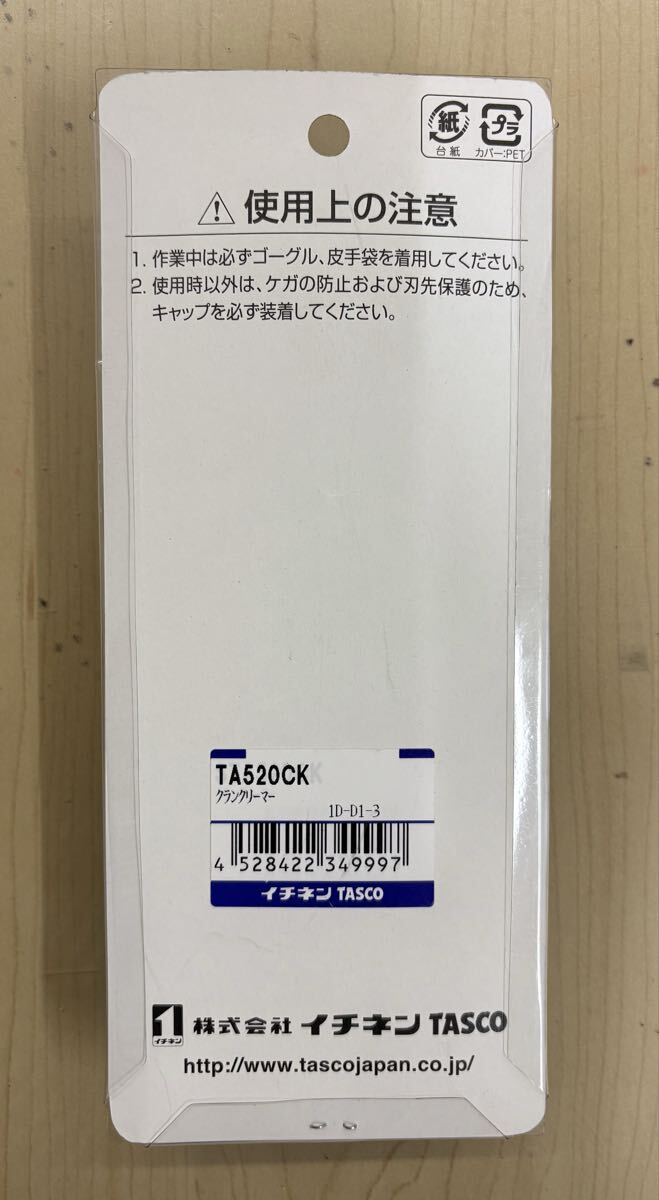 紙 プラ
台紙 カバー:PET
使用上の注意
1. 作業中は必ずゴーグル、皮手袋を着用してください。
2. 使用時以外は、ケガの防止および刃先保護のため、
キャップを必ず装着してください。
TA520CK
クランクリーマー
1D-D1-3
4 528422 349997
イチネン TASCO
1 イチネン 株式会社 イチネン TASCO
http://www.tascojapan.co.jp/